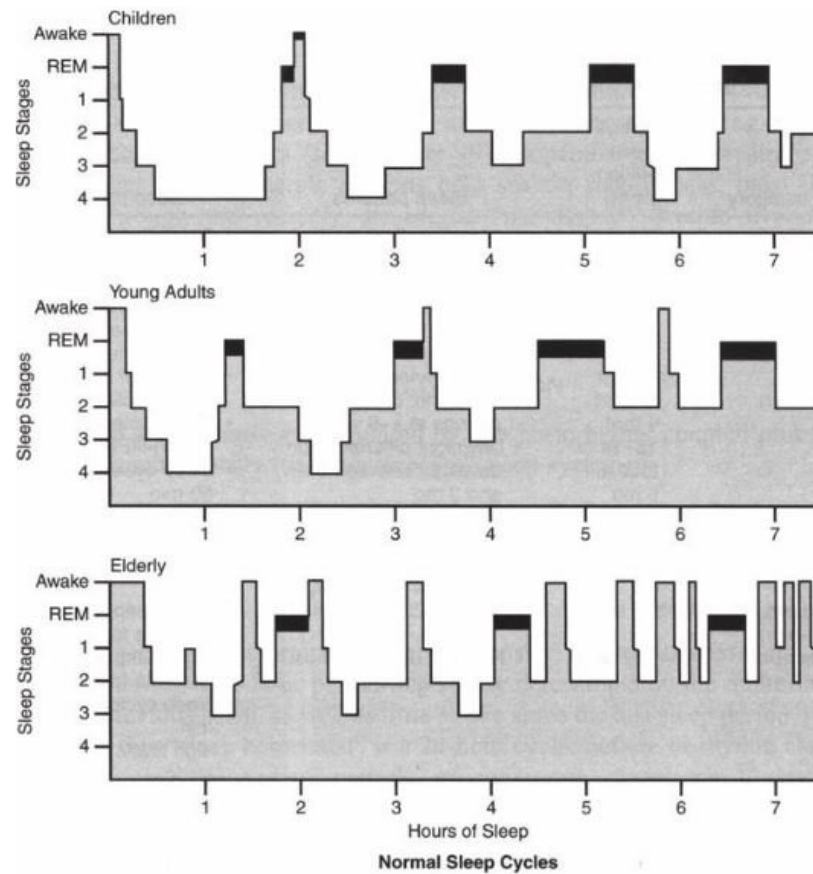 Children
Awake
REM
1
2
3
4
Sleep Stages
1 2 3 4 5 6 7
Young Adults
Awake
REM
1
2
3
4
Sleep Stages
1 2 3 4 5 6 7
Elderly
Awake
REM
1
2
3
4
Sleep Stages
1 2 3 4 5 6 7
Hours of Sleep
Normal Sleep Cycles